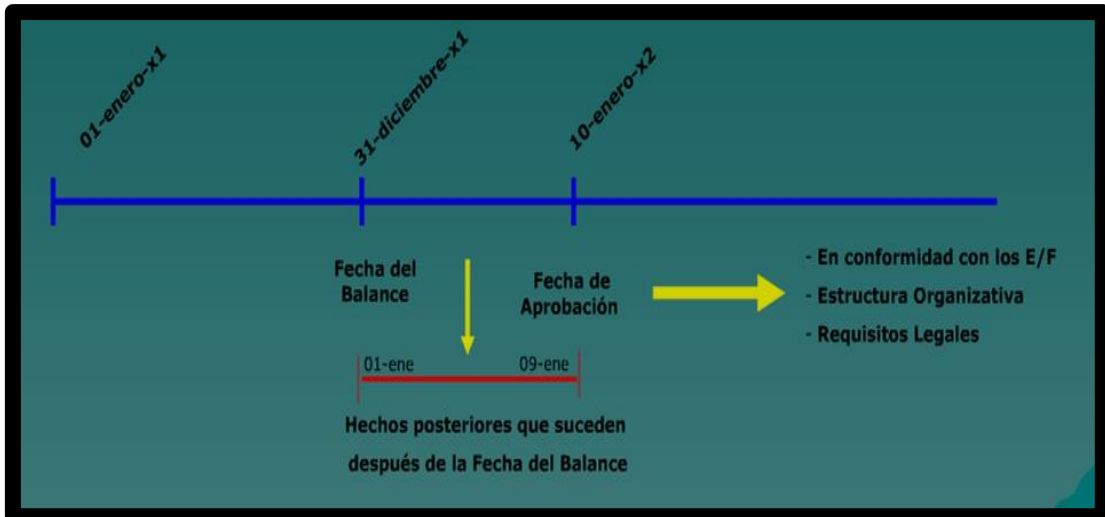 01-enero-x1
31-diciembre-x1
10-enero-x2
Fecha del
Balance
Fecha de
Aprobación
- En conformidad con los E/F
- Estructura Organizativa
- Requisitos Legales
01-ene
09-ene
Hechos posteriores que suceden
después de la Fecha del Balance